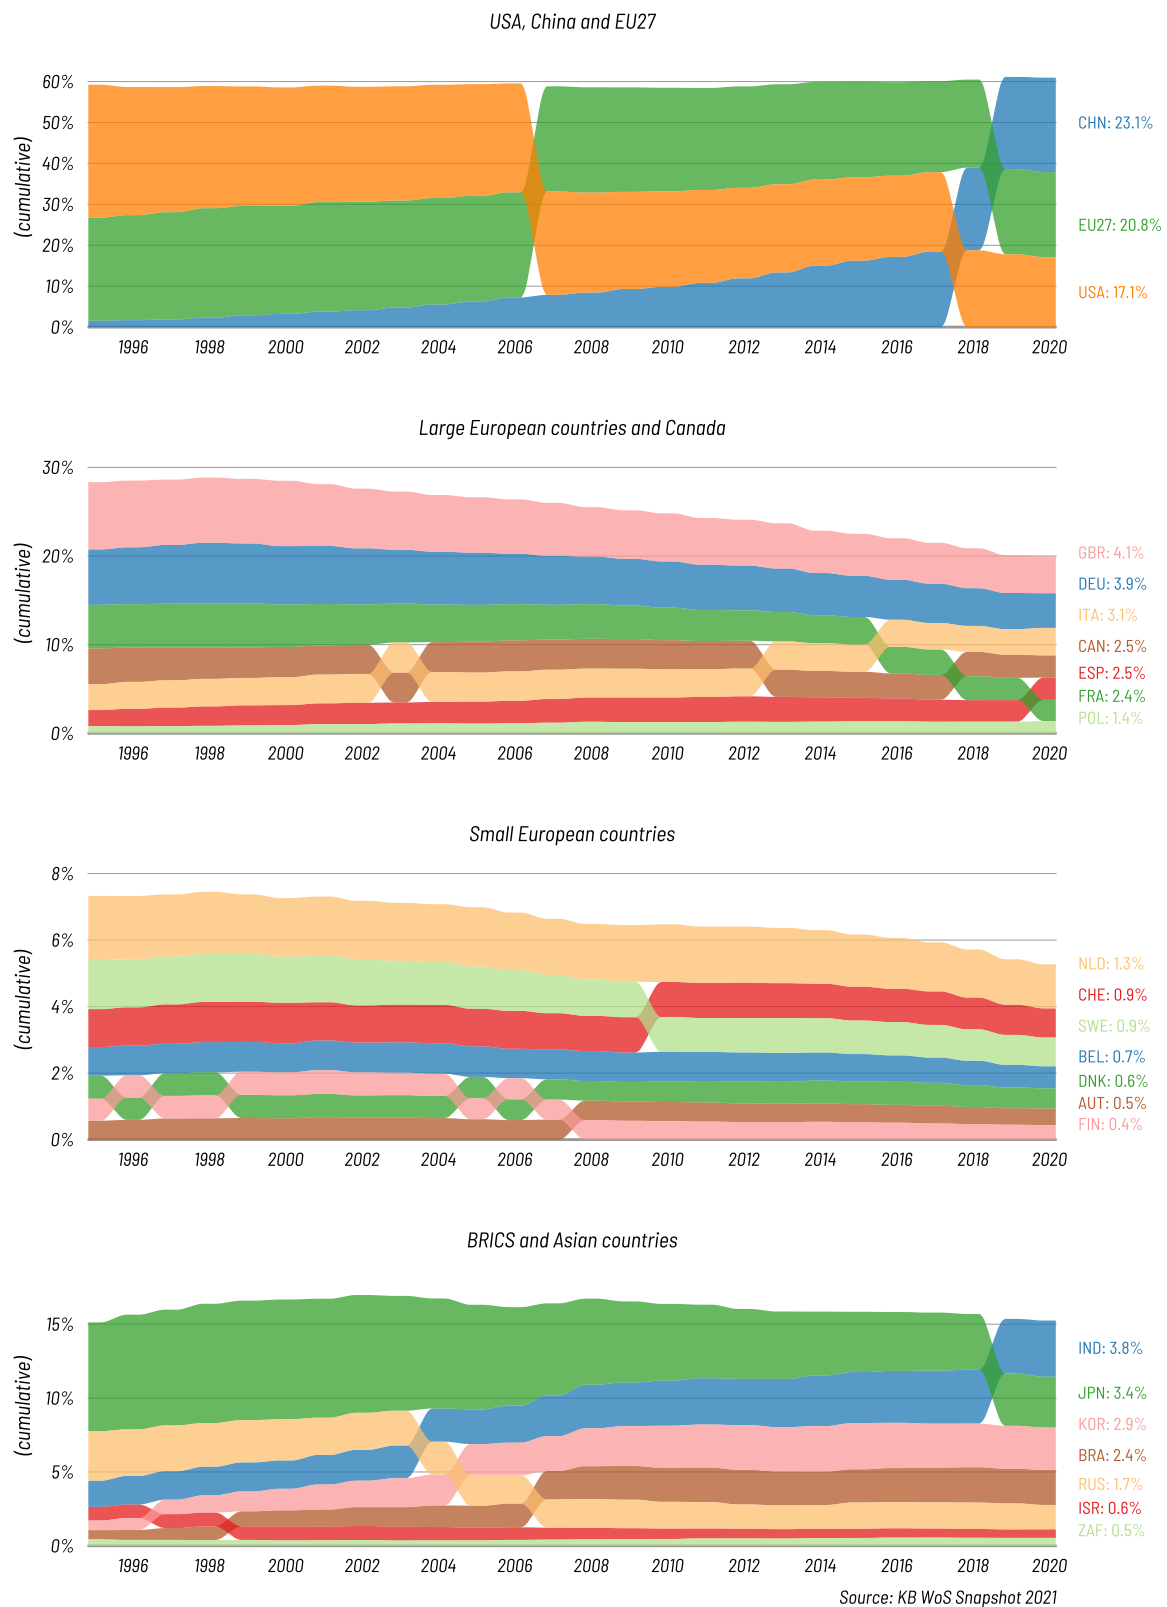 USA, China and EU27
60%
50%
40%
30%
20%
10%
0%
(cumulative)
CHN: 23.1%
EU27: 20.8%
USA: 17.1%
1996 1998 2000 2002 2004 2006 2008 2010 2012 2014 2016 2018 2020
Large European countries and Canada
30%
20%
10%
0%
(cumulative)
GBR: 4.1%
DEU: 3.9%
ITA: 3.1%
CAN: 2.5%
ESP: 2.5%
FRA: 2.4%
POL: 1.4%
1996 1998 2000 2002 2004 2006 2008 2010 2012 2014 2016 2018 2020
Small European countries
8%
6%
4%
2%
0%
(cumulative)
NLD: 1.3%
CHE: 0.9%
SWE: 0.9%
BEL: 0.7%
DNK: 0.6%
AUT: 0.5%
FIN: 0.4%
1996 1998 2000 2002 2004 2006 2008 2010 2012 2014 2016 2018 2020
BRICS and Asian countries
15%
10%
5%
0%
(cumulative)
IND: 3.8%
JPN: 3.4%
KOR: 2.9%
BRA: 2.4%
RUS: 1.7%
ISR: 0.6%
ZAF: 0.5%
1996 1998 2000 2002 2004 2006 2008 2010 2012 2014 2016 2018 2020
Source: KB WoS Snapshot 2021